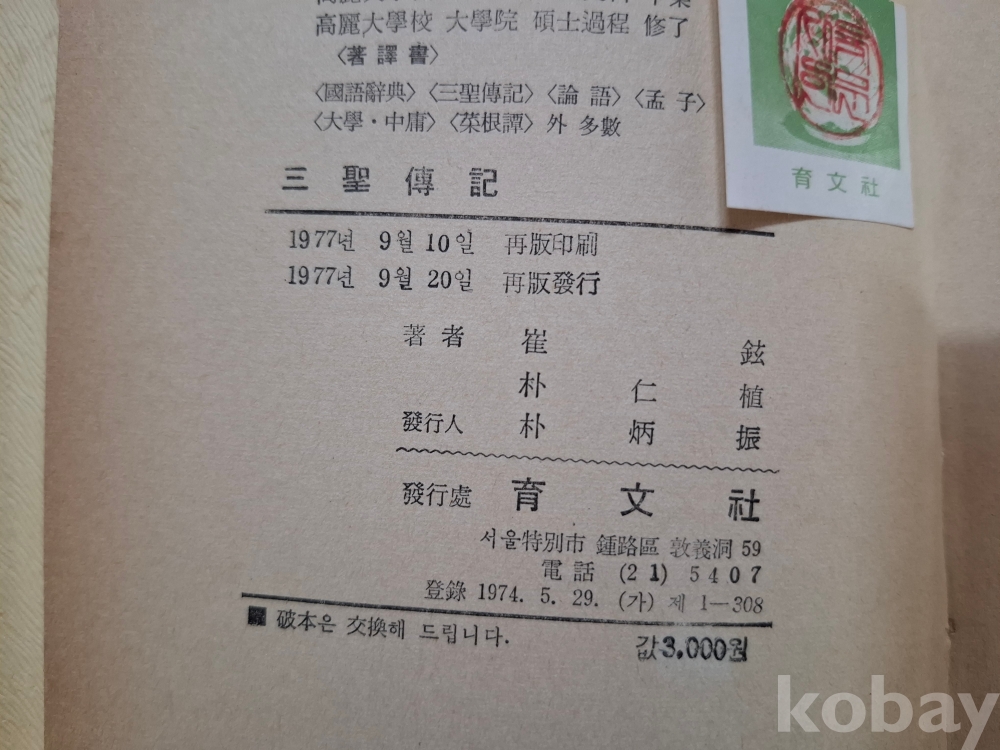 高麗大學校 大學院 碩士過程 修了
〈著譯書〉
〈國語辭典〉〈三聖傳記〉〈論語〉〈孟子〉
〈大學·中庸〉〈菜根譚〉 外 多數
育文社
三聖傳記
1977년 9월 10일 再版印刷
1977년 9월 20일 再版發行
著者 崔鉉
朴仁植
發行人 朴炳振
發行處 育文社
서울特別市 鍾路區 敦義洞 59
電話 (21) 5407
登錄 1974. 5. 29. (가) 제 1—308
■ 破本은 交換해 드립니다.
값3,000원
kobay